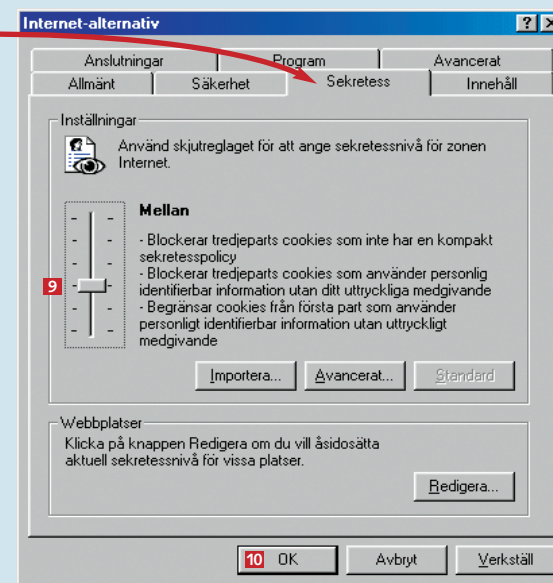 Internet-alternativ
Anslutningar Program Avancerat
Allmänt Säkerhet Sekretess Innehåll
Inställningar
Använd skjutreglaget för att ange sekretessnivå för zonen
Internet.
Mellan
- Blockerar tredjeparts cookies som inte har en kompakt
sekretesspolicy
- Blockerar tredjeparts cookies som använder personlig
identifierbar information utan ditt uttryckliga medgivande
- Begränsar cookies från första part som använder
personligt identifierbar information utan uttryckligt
medgivande
9
Importera... Avancerat... Standard
Webbplatser
Klicka på knappen Redigera om du vill åsidosätta
aktuell sekretessnivå för vissa platser.
Redigera...
10 OK Avbryt Verkställ